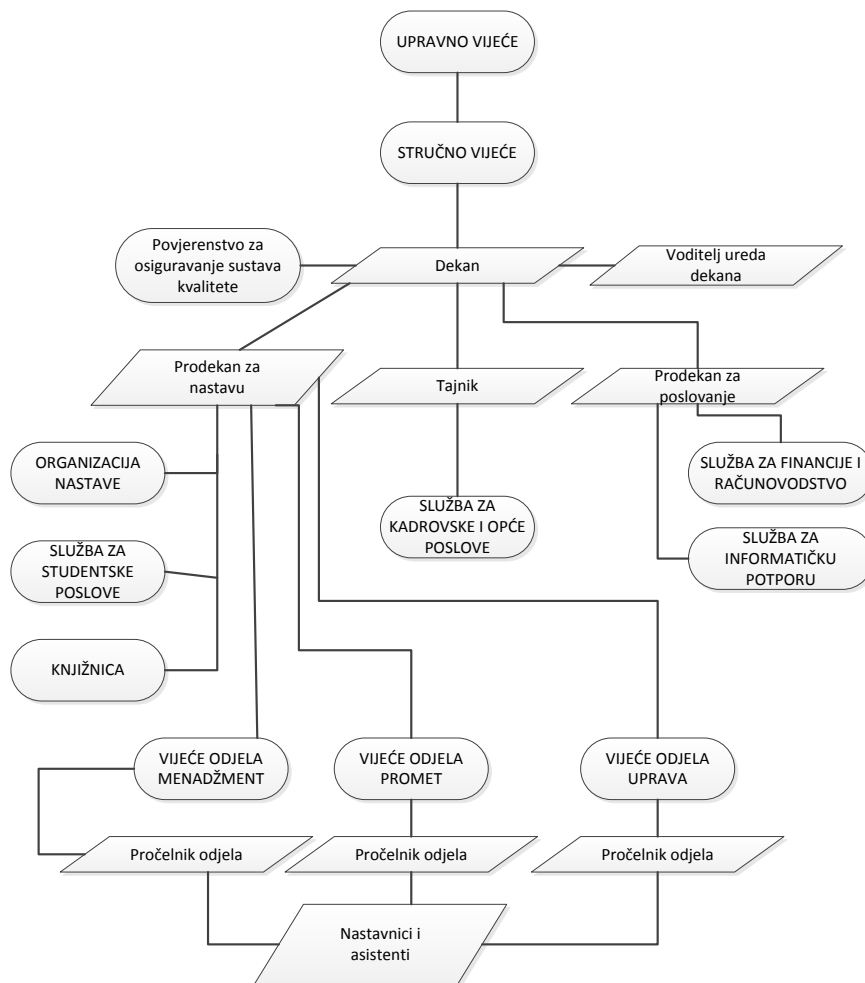 UPRAVNO VIJEĆE
STRUČNO VIJEĆE
Povjerenstvo za
osiguravanje sustava
kvalitete
Dekan
Voditelj ureda
dekana
Prodekan za
nastavu
Tajnik
Prodekan za
poslovanje
ORGANIZACIJA
NASTAVE
SLUŽBA ZA FINANCIJE I
RAČUNOVODSTVO
SLUŽBA ZA
KADROVSKE I OPĆE
POSLOVE
SLUŽBA ZA
STUDENTSKE
POSLOVE
SLUŽBA ZA
INFORMATIČKU
POTPORU
KNJIŽNICA
VIJEĆE ODJELA
MENADŽMENT
VIJEĆE ODJELA
PROMET
VIJEĆE ODJELA
UPRAVA
Pročelnik odjela
Pročelnik odjela
Pročelnik odjela
Nastavnici i
asistenti